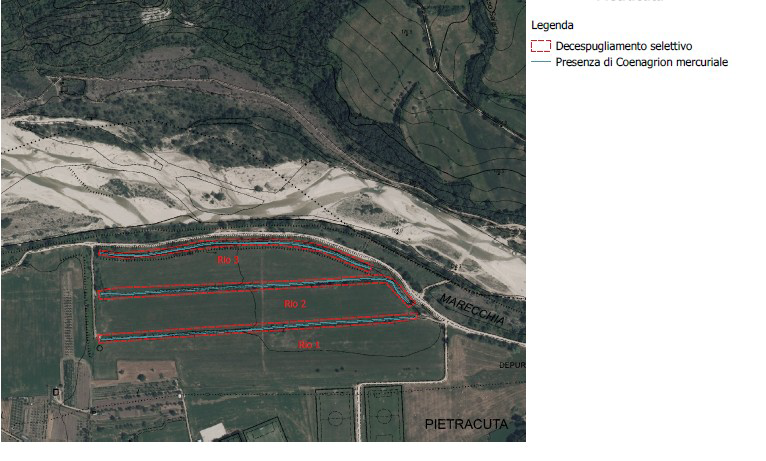 Legenda
Decespugliamento selettivo
Presenza di Coenagrion mercuriale
Rio 3
Rio 2
MARECCHIA
Rio 1
DEPUR
PIETRACUTA